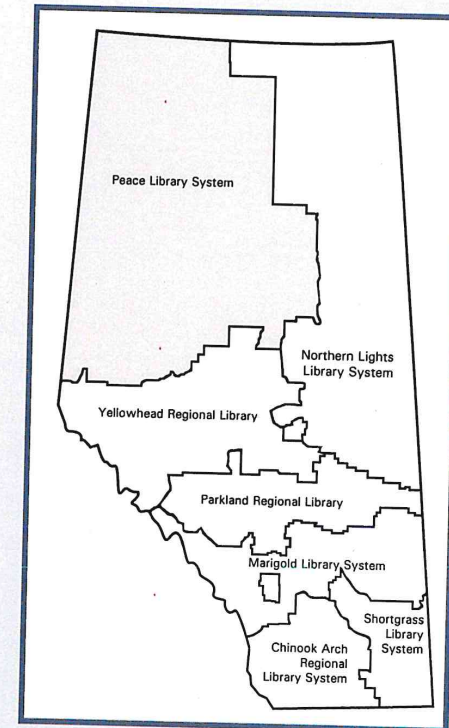 Peace Library System
Northern Lights
Library System
Yellowhead Regional Library
Parkland Regional Library
Marigold Library System
Shortgrass
Library
System
Chinook Arch
Regional
Library System